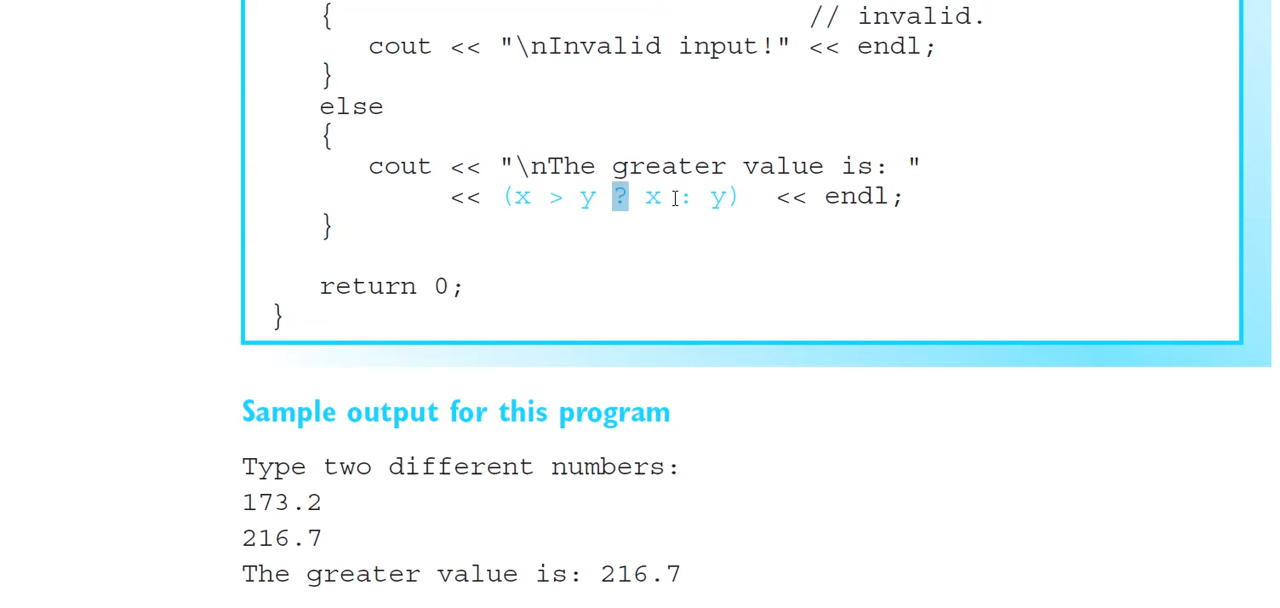 {                              // invalid.
cout << "\nInvalid input!" << endl;
}
else
{
cout << "\nThe greater value is: "
<< (x > y ? x : y)  << endl;
}
return 0;
}
Sample output for this program
Type two different numbers:
173.2
216.7
The greater value is: 216.7